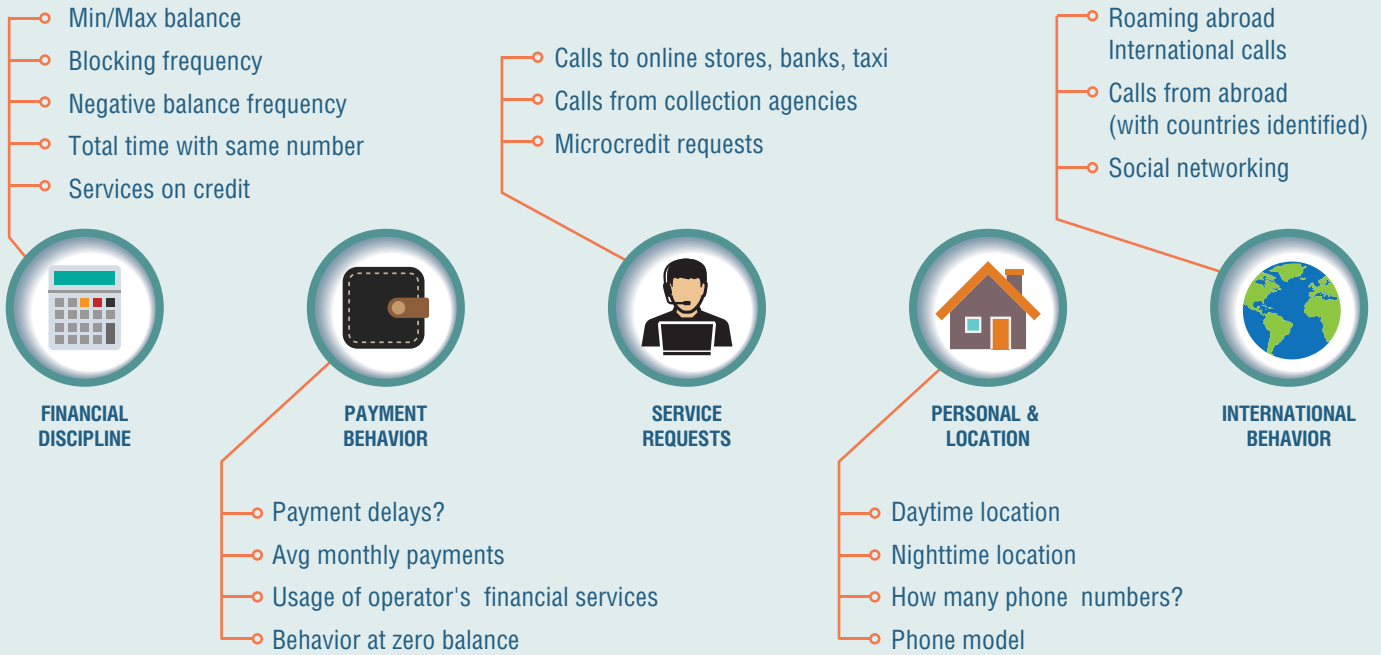 Min/Max balance
Blocking frequency
Negative balance frequency
Total time with same number
Services on credit
FINANCIAL
DISCIPLINE
PAYMENT
BEHAVIOR
Payment delays?
Avg monthly payments
Usage of operator's financial services
Behavior at zero balance
Calls to online stores, banks, taxi
Calls from collection agencies
Microcredit requests
SERVICE
REQUESTS
PERSONAL &
LOCATION
Daytime location
Nighttime location
How many phone numbers?
Phone model
Roaming abroad
International calls
Calls from abroad
(with countries identified)
Social networking
INTERNATIONAL
BEHAVIOR